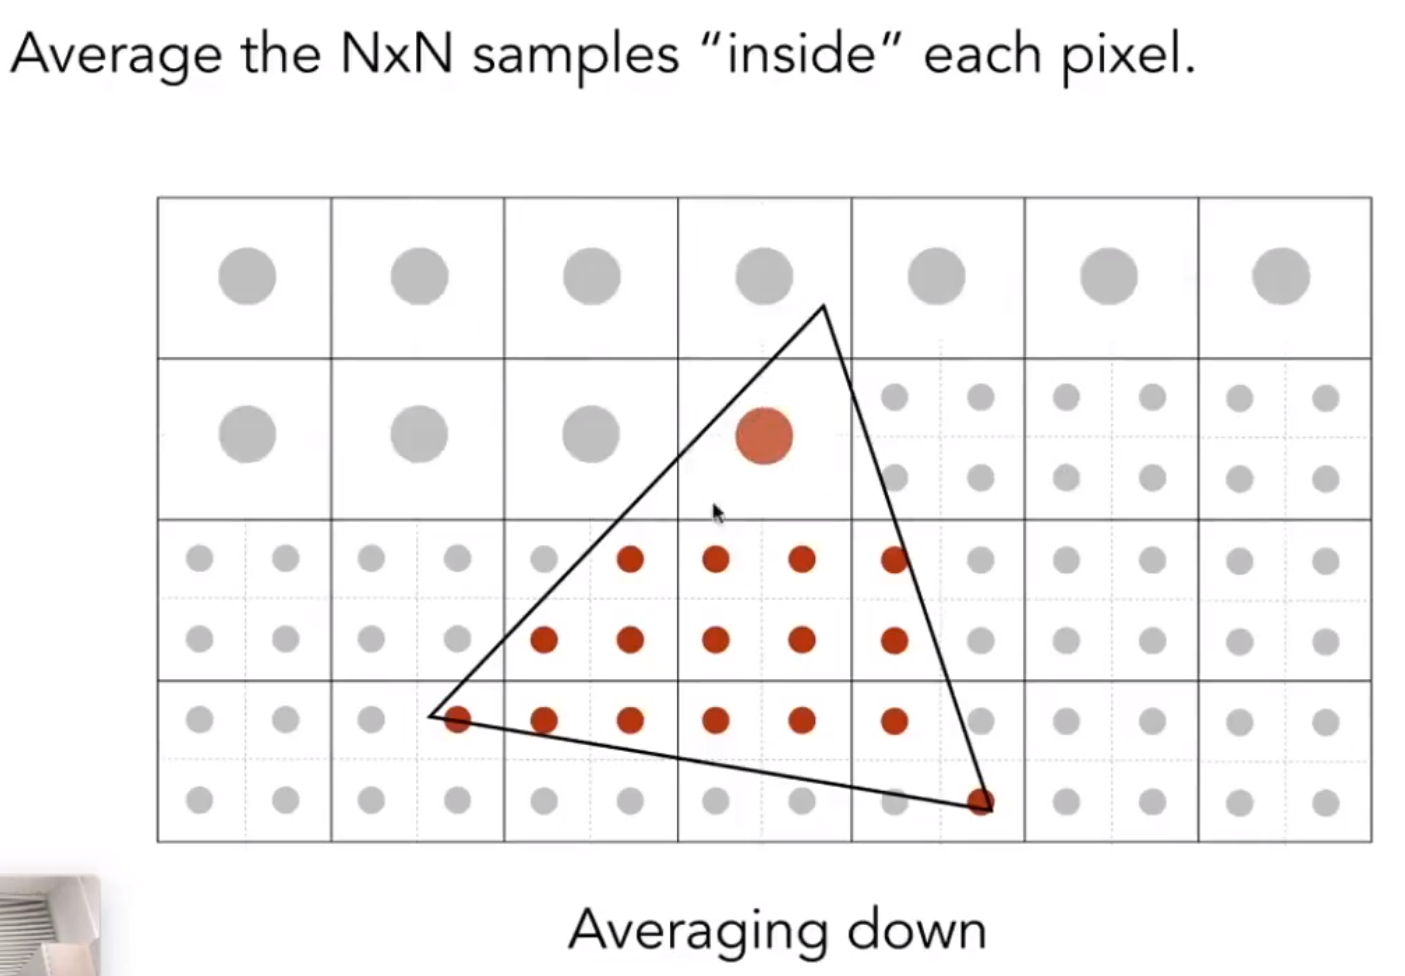 Average the NxN samples “inside” each pixel.
Averaging down